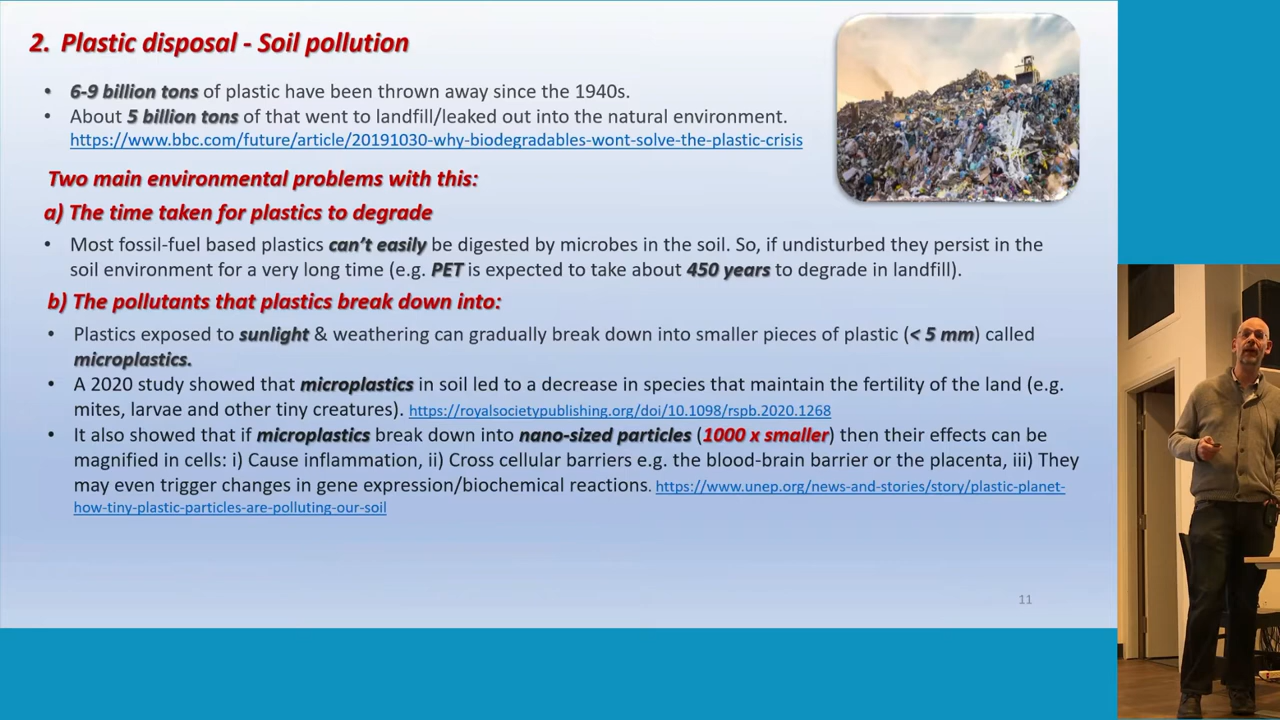 2. Plastic disposal - Soil pollution
• 6-9 billion tons of plastic have been thrown away since the 1940s.
• About 5 billion tons of that went to landfill/leaked out into the natural environment.
https://www.bbc.com/future/article/20191030-why-biodegradables-wont-solve-the-plastic-crisis
Two main environmental problems with this:
a) The time taken for plastics to degrade
• Most fossil-fuel based plastics can't easily be digested by microbes in the soil. So, if undisturbed they persist in the
soil environment for a very long time (e.g. PET is expected to take about 450 years to degrade in landfill).
b) The pollutants that plastics break down into:
• Plastics exposed to sunlight & weathering can gradually break down into smaller pieces of plastic (< 5 mm) called
microplastics.
• A 2020 study showed that microplastics in soil led to a decrease in species that maintain the fertility of the land (e.g.
mites, larvae and other tiny creatures). https://royalsocietypublishing.org/doi/10.1098/rspb.2020.1268
• It also showed that if microplastics break down into nano-sized particles (1000 x smaller) then their effects can be
magnified in cells: i) Cause inflammation, ii) Cross cellular barriers e.g. the blood-brain barrier or the placenta, iii) They
may even trigger changes in gene expression/biochemical reactions. https://www.unep.org/news-and-stories/story/plastic-planet-
how-tiny-plastic-particles-are-polluting-our-soil
11